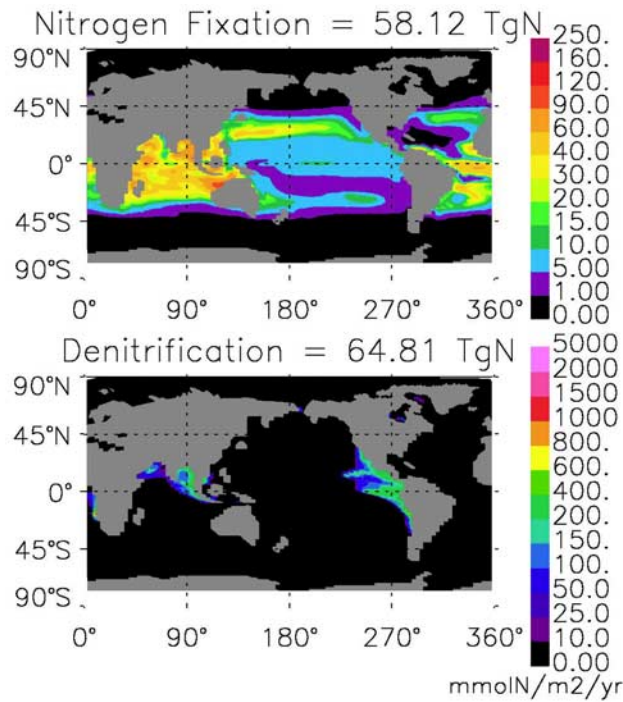 Nitrogen Fixation = 58.12 TgN
90°N
45°N
0°
45°S
90°S
0° 90° 180° 270° 360°
250.
160.
120.
90.0
60.0
40.0
30.0
20.0
15.0
10.0
5.00
1.00
0.00
Denitrification = 64.81 TgN
90°N
45°N
0°
45°S
90°S
0° 90° 180° 270° 360°
5000
2000
1500
1000
800.
600.
400.
200.
150.
100.
50.0
25.0
10.0
0.00
mmolN/m2/yr